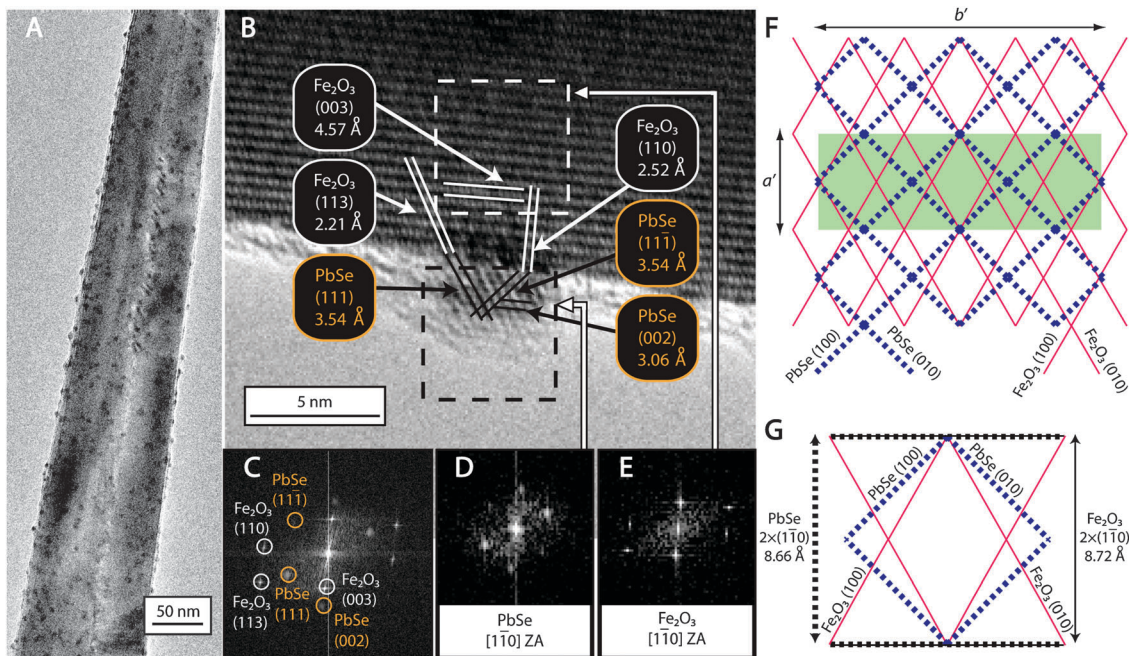 A
50 nm
B
Fe₂O₃
(003)
4.57 Å
Fe₂O₃
(113)
2.21 Å
PbSe
(111)
3.54 Å
Fe₂O₃
(110)
2.52 Å
PbSe
(11̅1̅)
3.54 Å
PbSe
(002)
3.06 Å
5 nm
C
PbSe
(111̅)
Fe₂O₃
(110)
Fe₂O₃
(113)
PbSe
(111)
Fe₂O₃
(003)
PbSe
(002)
D
PbSe
[11̅0] ZA
E
Fe₂O₃
[11̅0] ZA
F
b'
a'
PbSe (100)
PbSe (010)
Fe₂O₃ (100)
Fe₂O₃ (010)
G
PbSe (100)
PbSe (010)
PbSe
2×(11̅0)
8.66 Å
Fe₂O₃
2×(11̅0)
8.72 Å
Fe₂O₃ (100)
Fe₂O₃ (010)